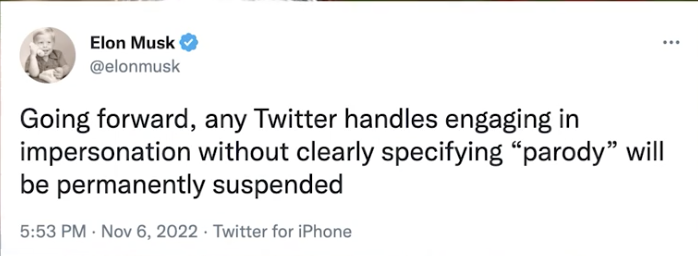 Elon Musk
@elonmusk
Going forward, any Twitter handles engaging in
impersonation without clearly specifying “parody” will
be permanently suspended
5:53 PM · Nov 6, 2022 · Twitter for iPhone